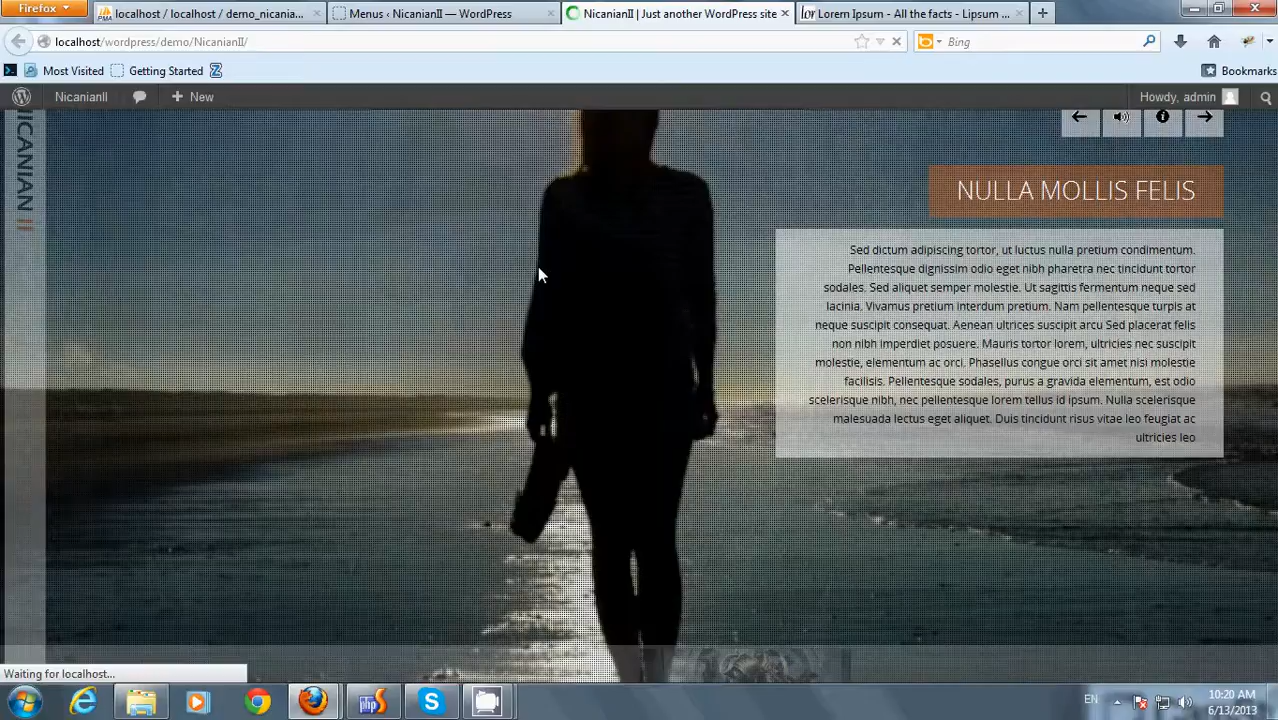 Firefox
localhost / localhost / demo_nicania...
Menus ‹ NicanianII — WordPress
NicanianII | Just another WordPress site
Lorem Ipsum - All the facts - Lipsum ...
localhost/wordpress/demo/NicanianII/
Bing
Most Visited
Getting Started
Bookmarks
NicanianII
New
Howdy, admin
NICANIAN II
NULLA MOLLIS FELIS
Sed dictum adipiscing tortor, ut luctus nulla pretium condimentum.
Pellentesque dignissim odio eget nibh pharetra nec tincidunt tortor
sodales. Sed aliquet semper molestie. Ut sagittis fermentum neque sed
lacinia. Vivamus pretium interdum pretium. Nam pellentesque turpis at
neque suscipit consequat. Aenean ultrices suscipit arcu Sed placerat felis
non nibh imperdiet posuere. Mauris tortor lorem, ultricies nec suscipit
molestie, elementum ac orci. Phasellus congue orci sit amet nisi molestie
facilisis. Pellentesque sodales, purus a gravida elementum, est odio
scelerisque nibh, nec pellentesque lorem tellus id ipsum. Nulla scelerisque
malesuada lectus eget aliquet. Duis tincidunt risus vitae leo feugiat ac
ultricies leo
Waiting for localhost...
EN
10:20 AM
6/13/2013